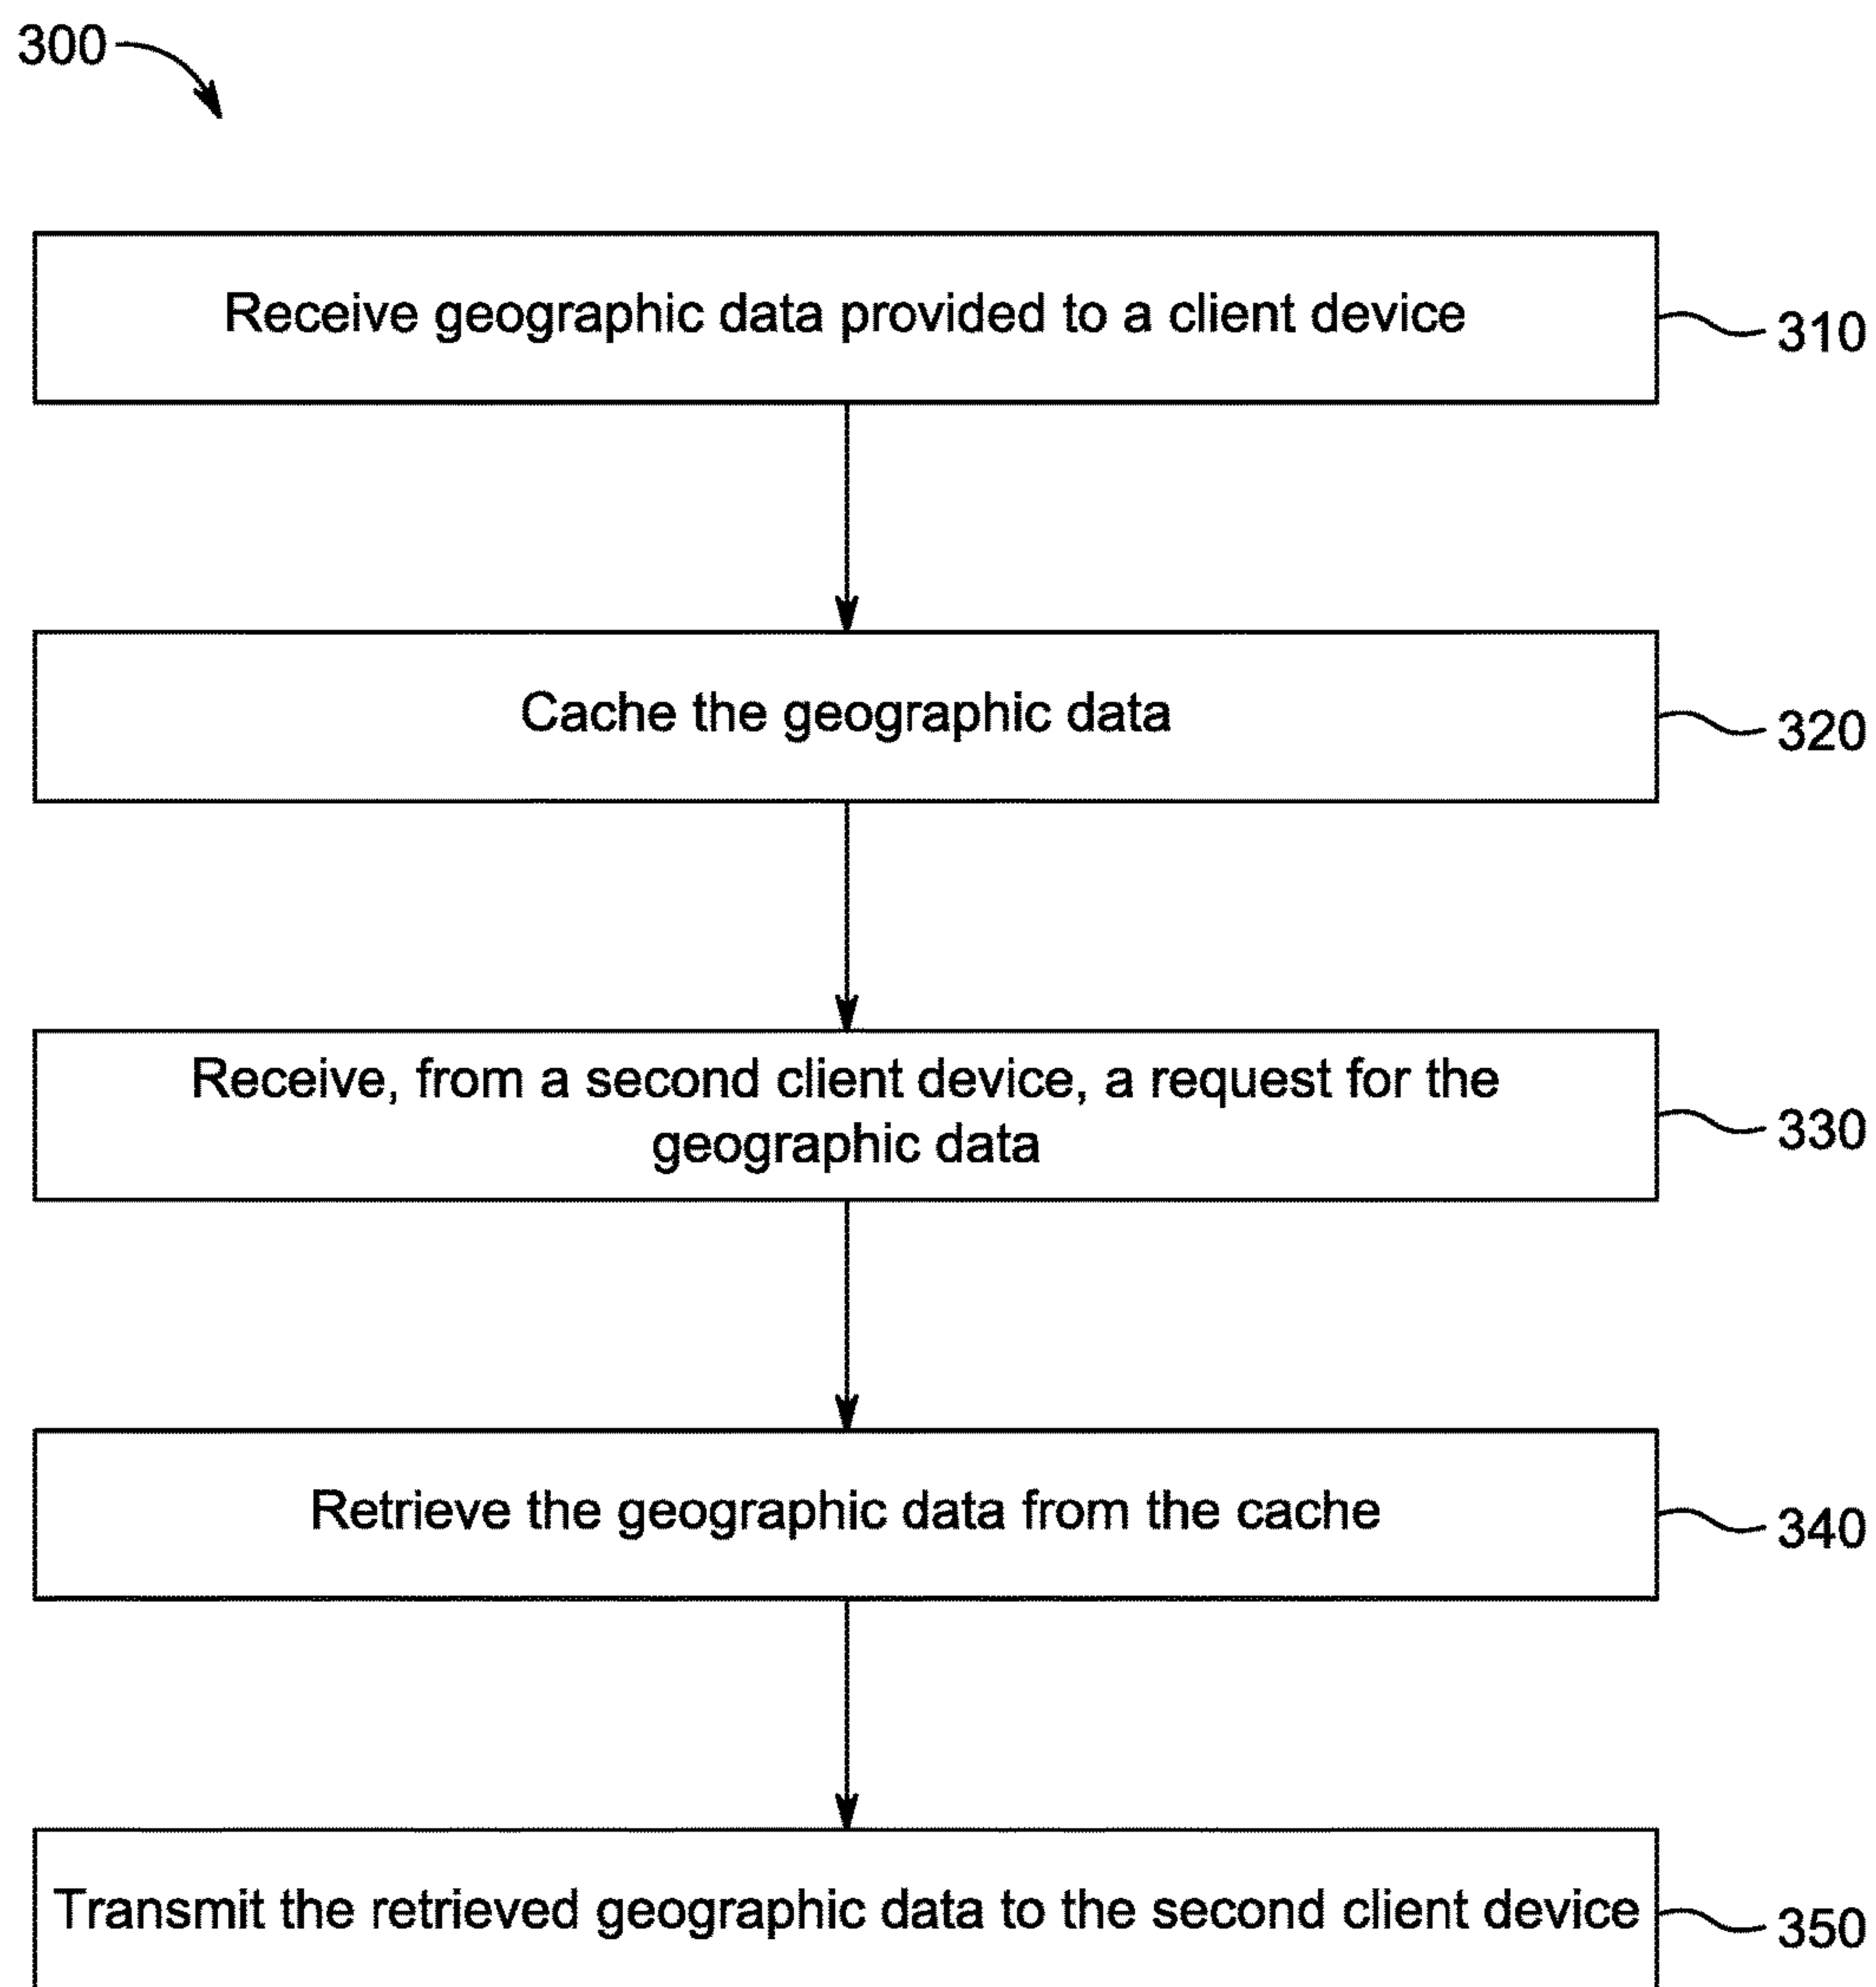 300
Receive geographic data provided to a client device
310
Cache the geographic data
320
Receive, from a second client device, a request for the
geographic data
330
Retrieve the geographic data from the cache
340
Transmit the retrieved geographic data to the second client device
350